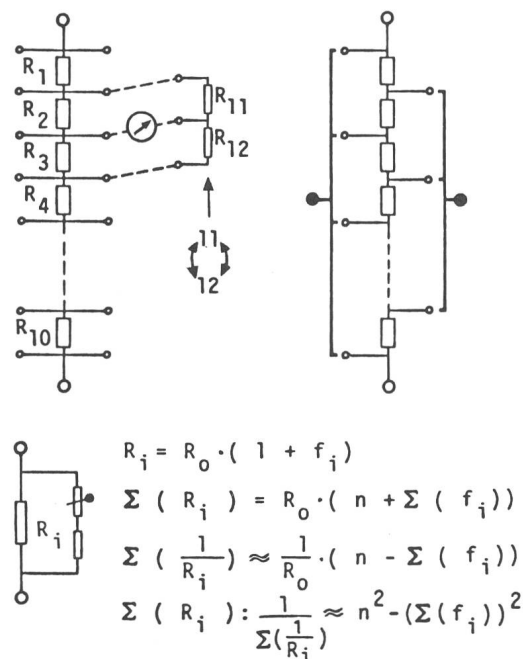 R₁
R₂
R₃
R₄
R₁₀
R₁₁
R₁₂
11
12
Rᵢ
Rᵢ = Rₒ·( 1 + fᵢ)
Σ ( Rᵢ ) = Rₒ·( n + Σ ( fᵢ))
Σ ( 1/Rᵢ ) ≈ 1/Rₒ ·( n - Σ ( fᵢ))
Σ ( Rᵢ ): 1/Σ(1/Rᵢ) ≈ n²-(Σ(fᵢ))²